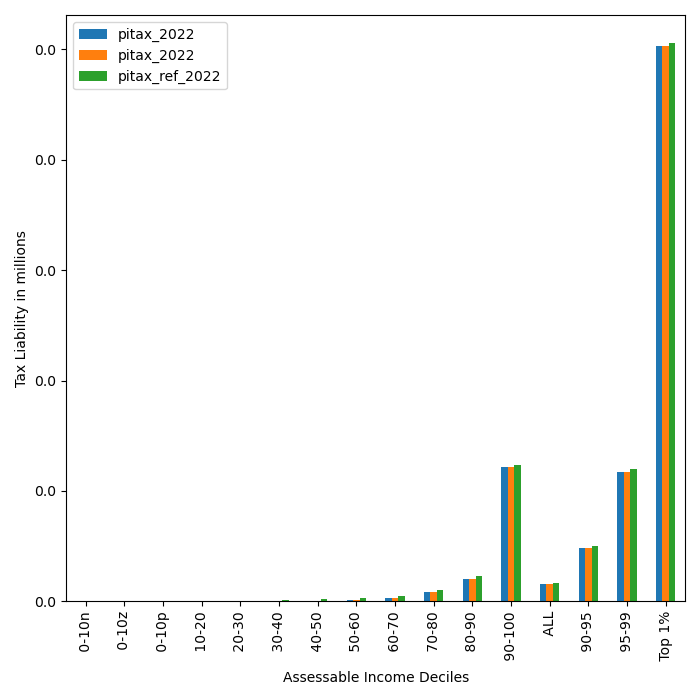 pitax_2022
pitax_2022
pitax_ref_2022
0.0
0.0
0.0
0.0
0.0
0.0
Tax Liability in millions
0-10n
0-10z
0-10p
10-20
20-30
30-40
40-50
50-60
60-70
70-80
80-90
90-100
ALL
90-95
95-99
Top 1%
Assessable Income Deciles